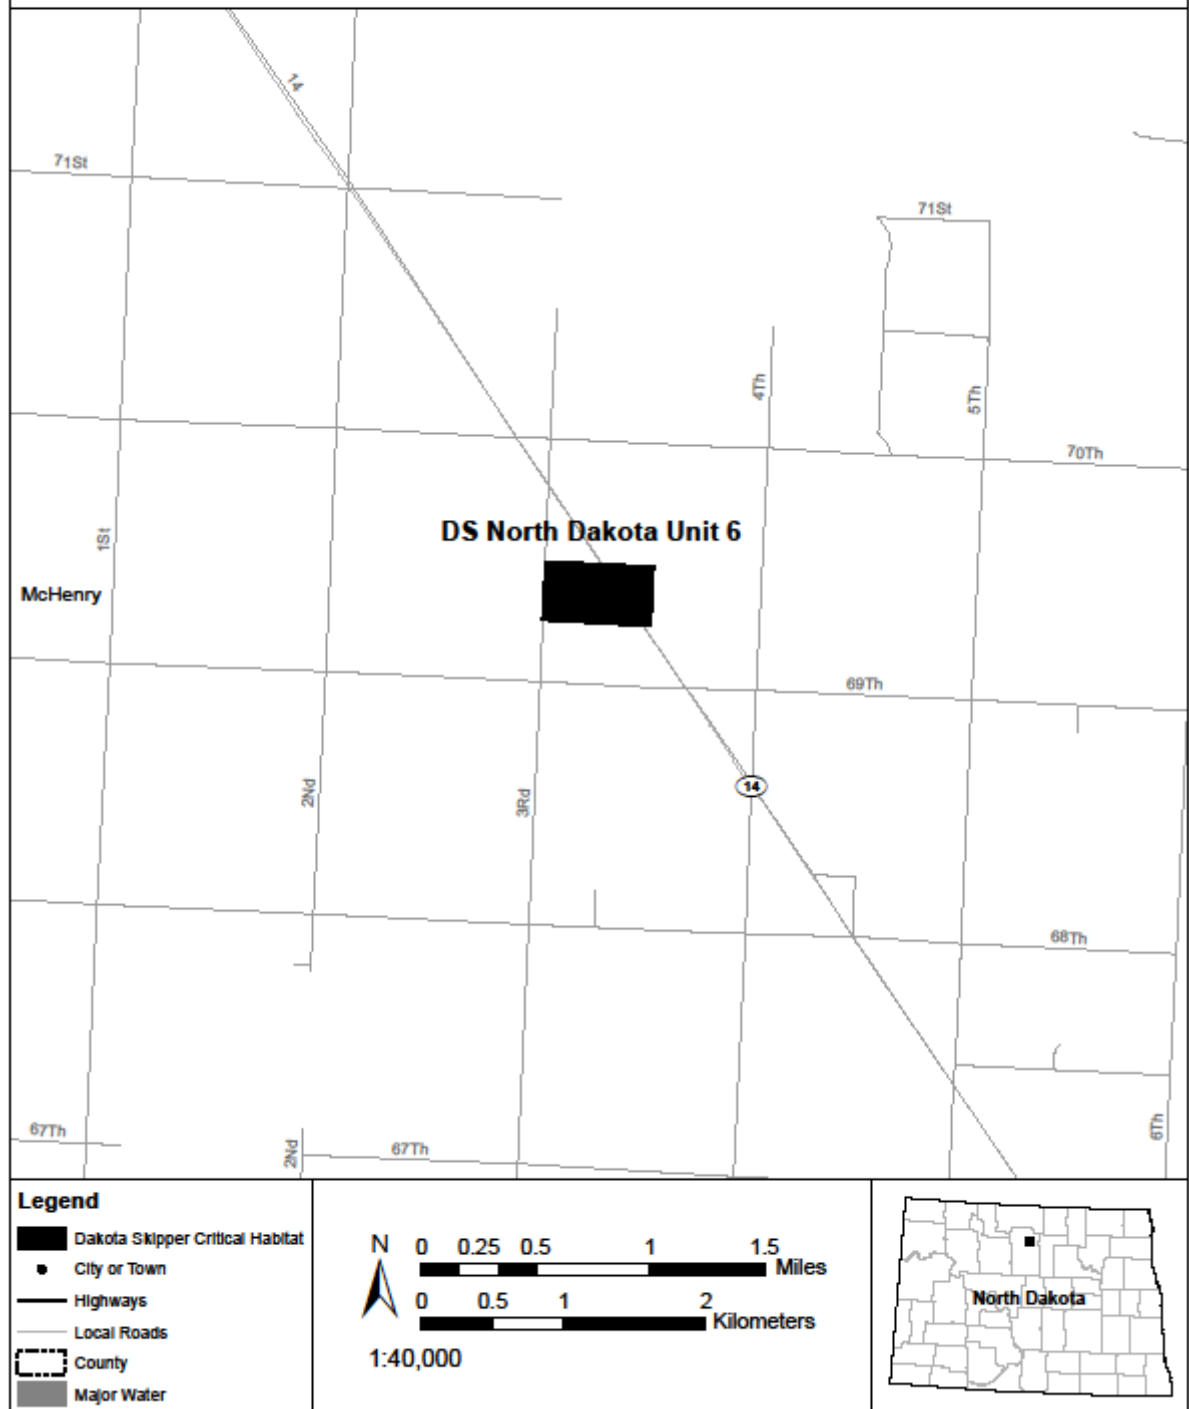 14
71St
71St
4Th
5Th
70Th
DS North Dakota Unit 6
1St
McHenry
69Th
2Nd
3Rd
14
68Th
67Th
2Nd
67Th
6Th
Legend
Dakota Skipper Critical Habitat
City or Town
Highways
Local Roads
County
Major Water
N
0 0.25 0.5 1 1.5
Miles
0 0.5 1 2
Kilometers
1:40,000
North Dakota